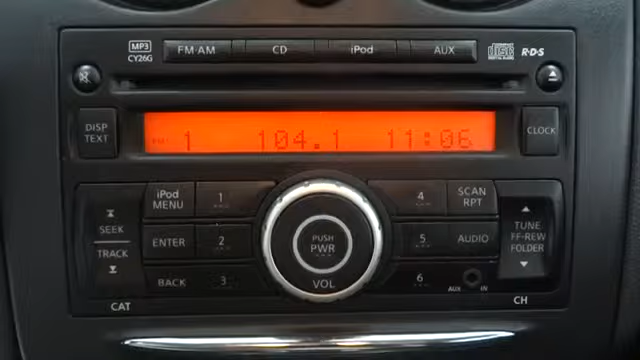 MP3
CY26G
FM·AM
CD
iPod
AUX
R·D·S
DISP
TEXT
1 104.1 11:06
CLOCK
iPod
MENU
1
4
SCAN
RPT
SEEK
TRACK
ENTER
2
PUSH
PWR
5
AUDIO
TUNE
FF·REW
FOLDER
BACK
3
VOL
6
AUX IN
CAT
CH